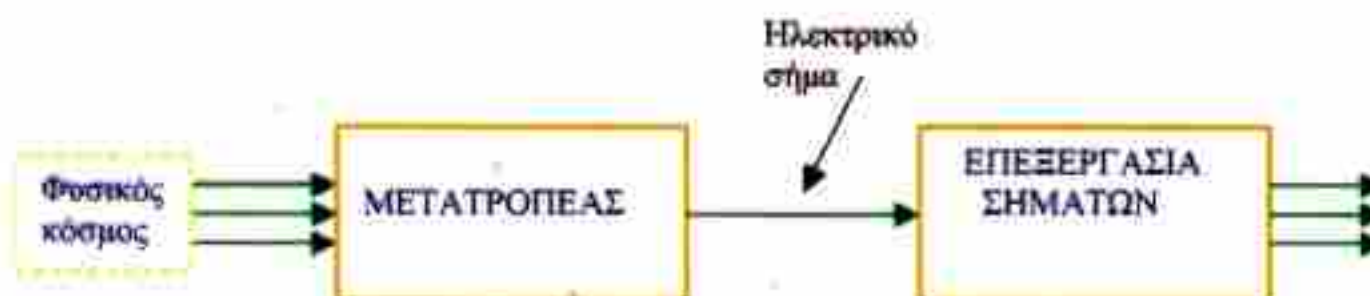 Ηλεκτρικό
σήμα
Φυσικός
κόσμος
ΜΕΤΑΤΡΟΠΕΑΣ
ΕΠΕΞΕΡΓΑΣΙΑ
ΣΗΜΑΤΩΝ